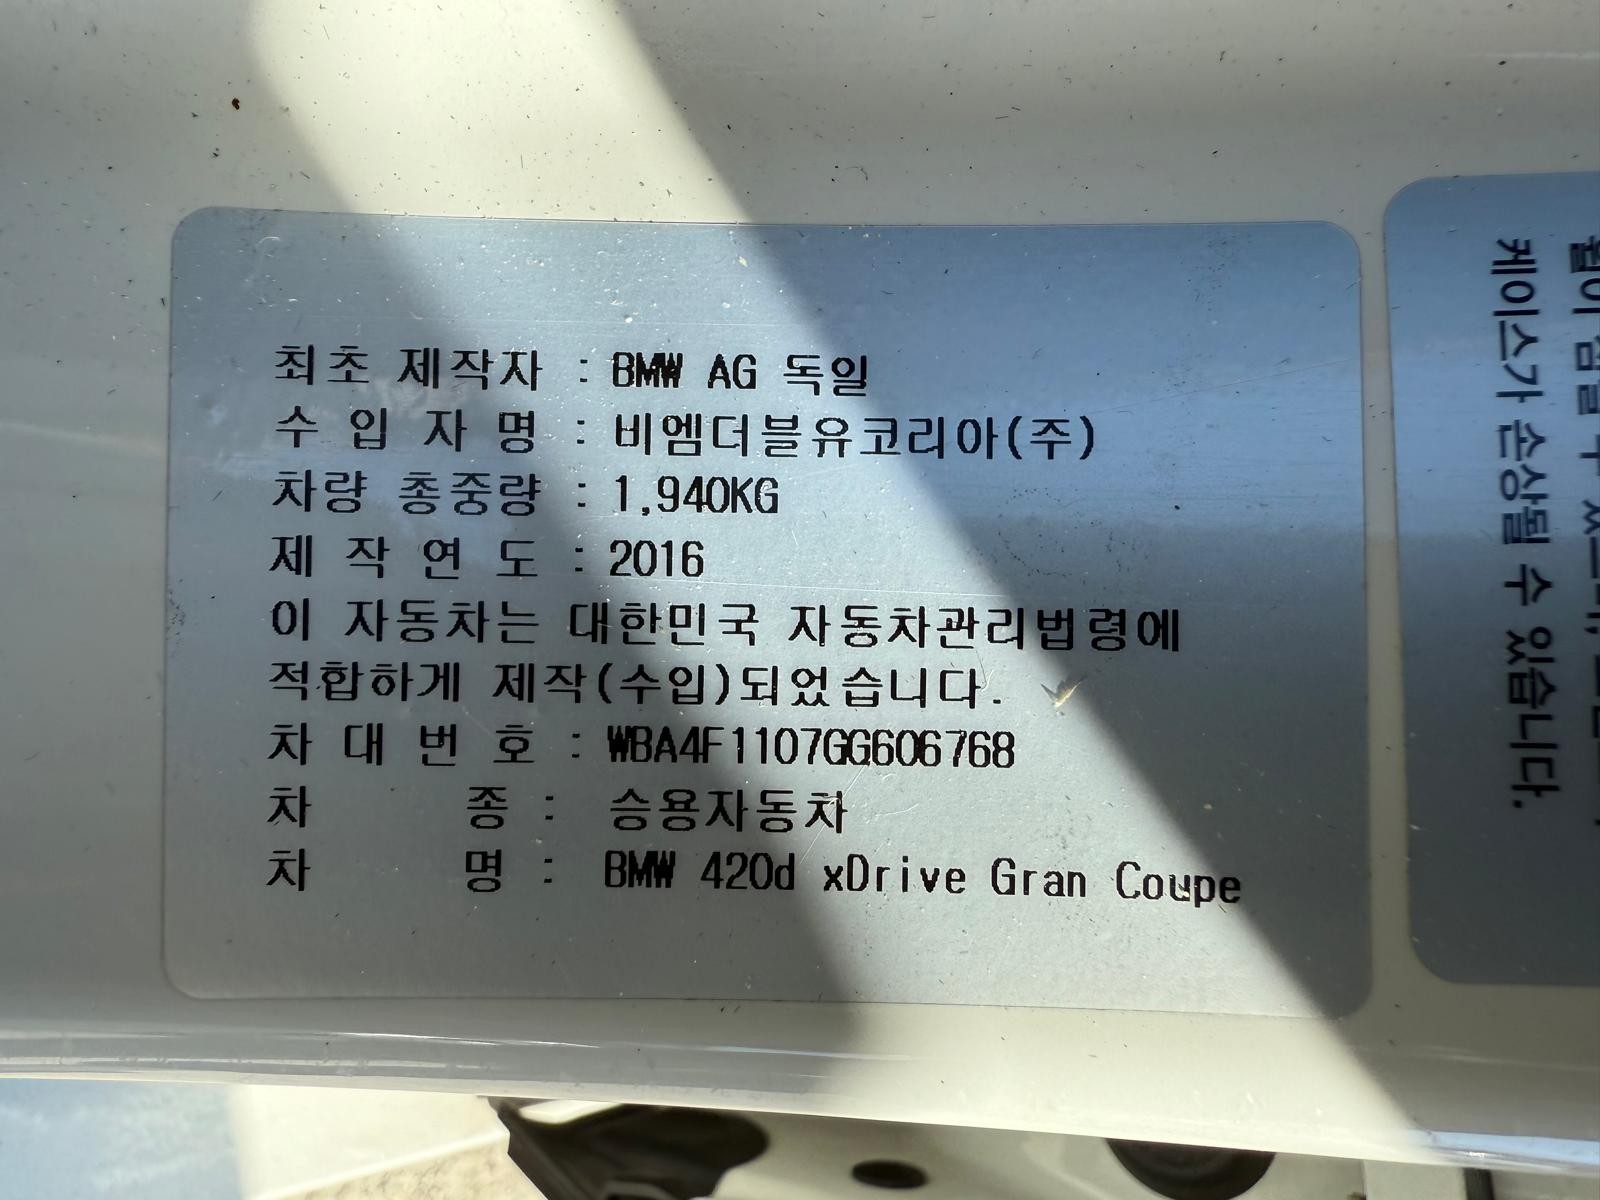 최초 제작자 : BMW AG 독일
수 입 자 명 : 비엠더블유코리아(주)
차량 총중량 : 1,940KG
제 작 연 도 : 2016
이 자동차는 대한민국 자동차관리법령에
적합하게 제작(수입)되었습니다.
차 대 번 호 : WBA4F1107GG606768
차 종 : 승용자동차
차 명 : BMW 420d xDrive Gran Coupe
케이스가 손상될 수 있습니다.